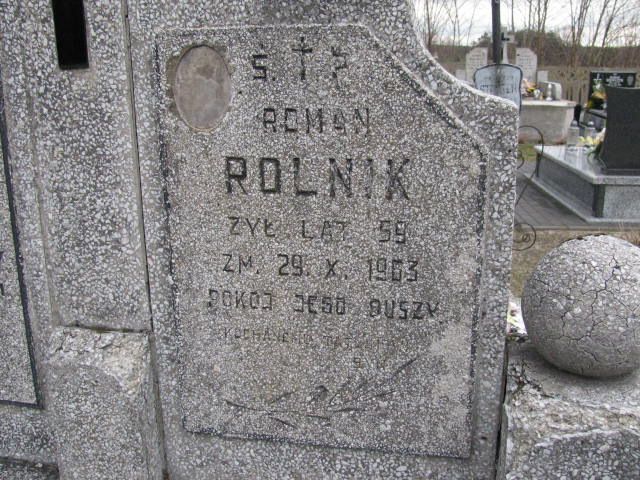 Ś. † P.
ROMAN
ROLNIK
ŻYŁ LAT 59
ZM. 29. X. 1963
POKÓJ JEGO DUSZY